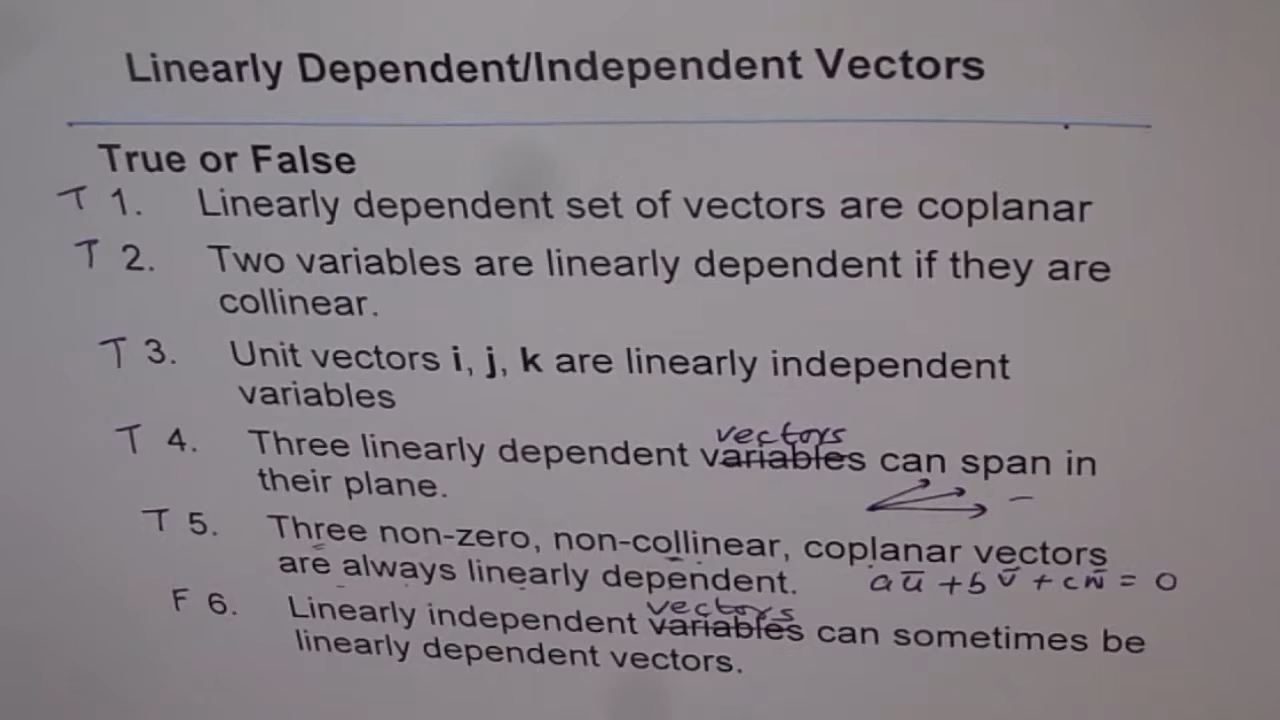 Linearly Dependent/Independent Vectors
True or False
T 1. Linearly dependent set of vectors are coplanar
T 2. Two variables are linearly dependent if they are
collinear.
T 3. Unit vectors i, j, k are linearly independent
variables
vectors
T 4. Three linearly dependent variables can span in
their plane.
T 5. Three non-zero, non-collinear, coplanar vectors
are always linearly dependent. au̅ + bv̅ + cw̅ = 0
vectors
F 6. Linearly independent variables can sometimes be
linearly dependent vectors.